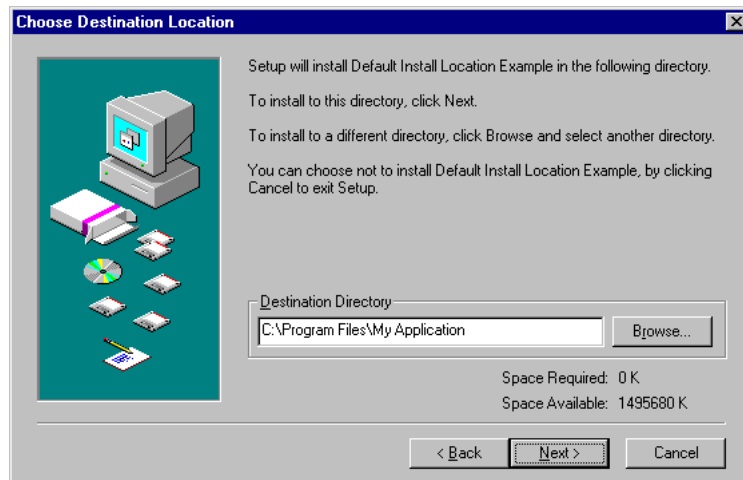 Choose Destination Location
Setup will install Default Install Location Example in the following directory.
To install to this directory, click Next.
To install to a different directory, click Browse and select another directory.
You can choose not to install Default Install Location Example, by clicking
Cancel to exit Setup.
Destination Directory
C:\Program Files\My Application
Browse...
Space Required: 0 K
Space Available: 1495680 K
< Back
Next >
Cancel